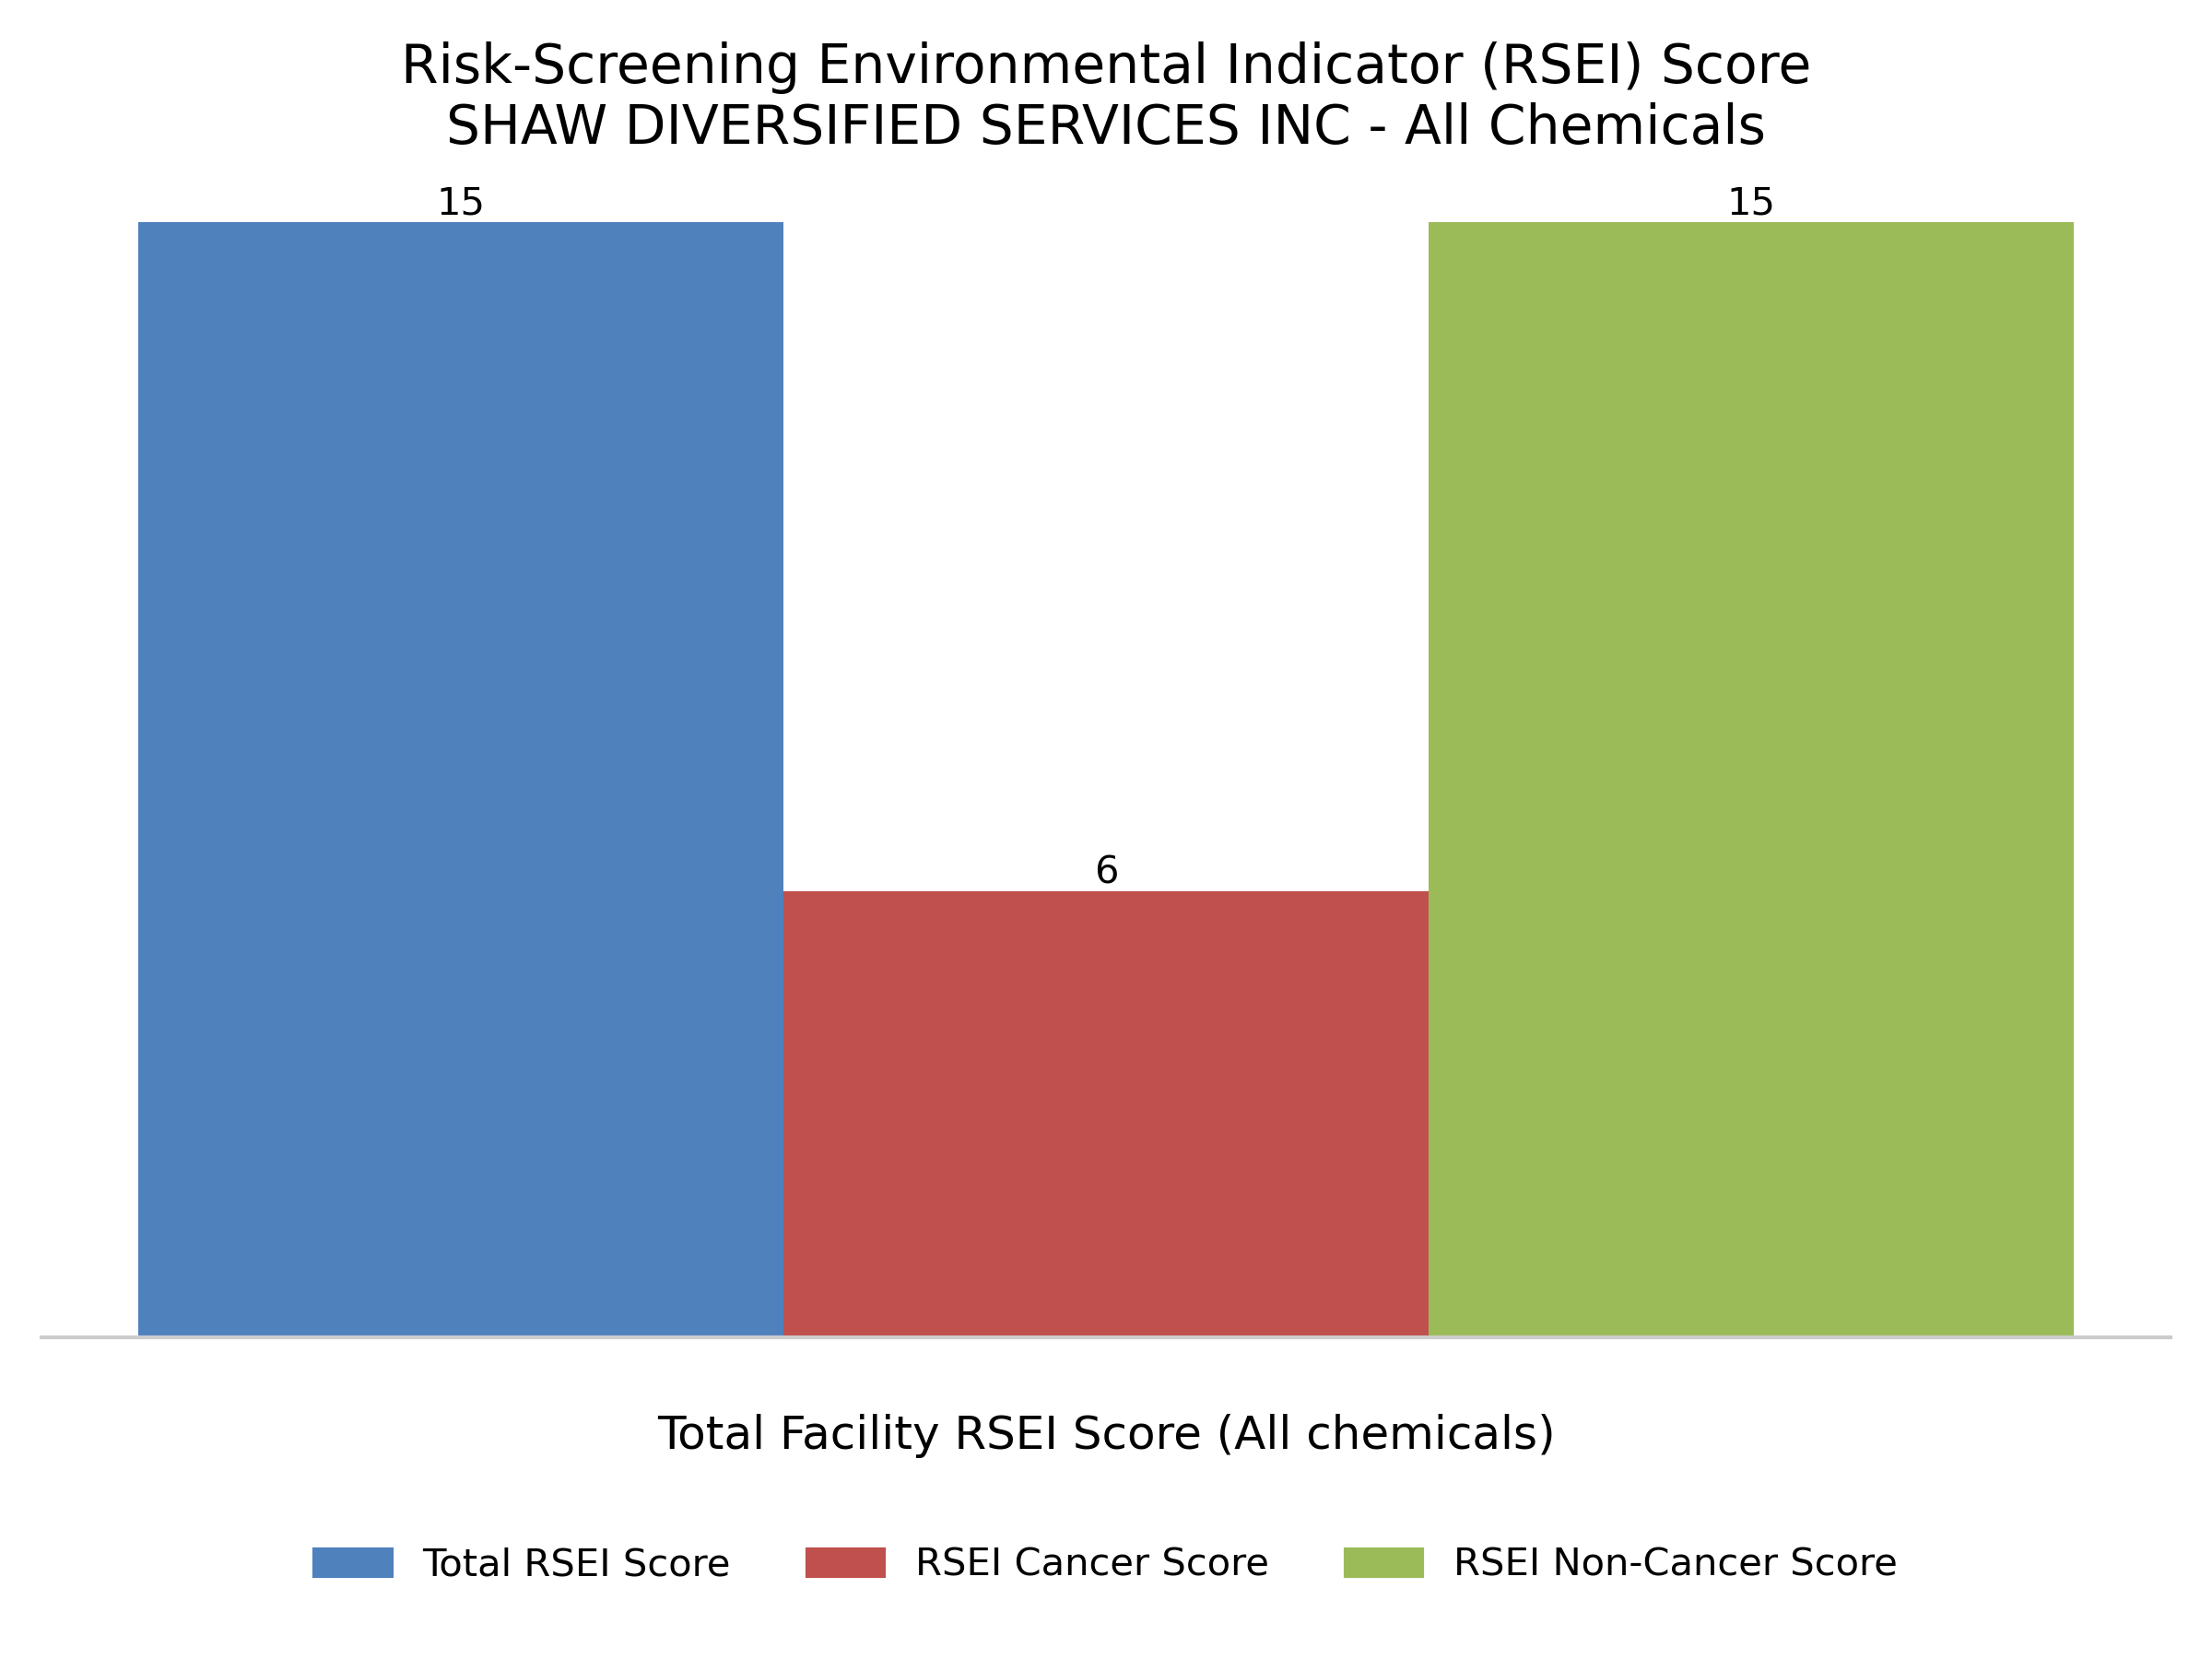 Risk-Screening Environmental Indicator (RSEI) Score
SHAW DIVERSIFIED SERVICES INC - All Chemicals
15
15
6
Total Facility RSEI Score (All chemicals)
Total RSEI Score
RSEI Cancer Score
RSEI Non-Cancer Score